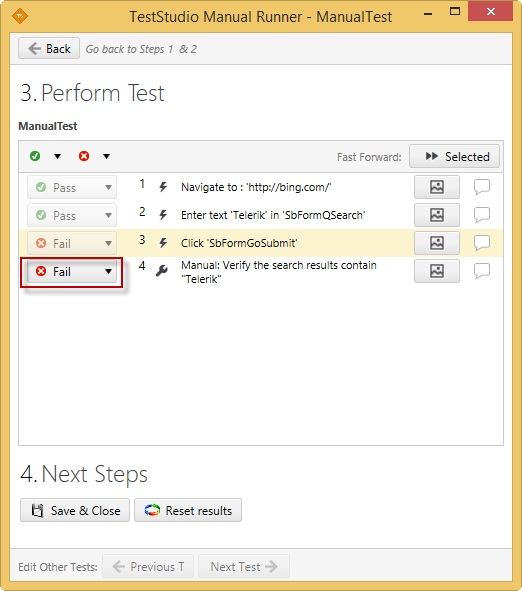 TestStudio Manual Runner - ManualTest
Back Go back to Steps 1 & 2
3. Perform Test
ManualTest
Fast Forward: Selected
Pass 1 Navigate to : 'http://bing.com/'
Pass 2 Enter text 'Telerik' in 'SbFormQSearch'
Fail 3 Click 'SbFormGoSubmit'
Fail 4 Manual: Verify the search results contain
"Telerik"
4. Next Steps
Save & Close Reset results
Edit Other Tests: Previous T Next Test